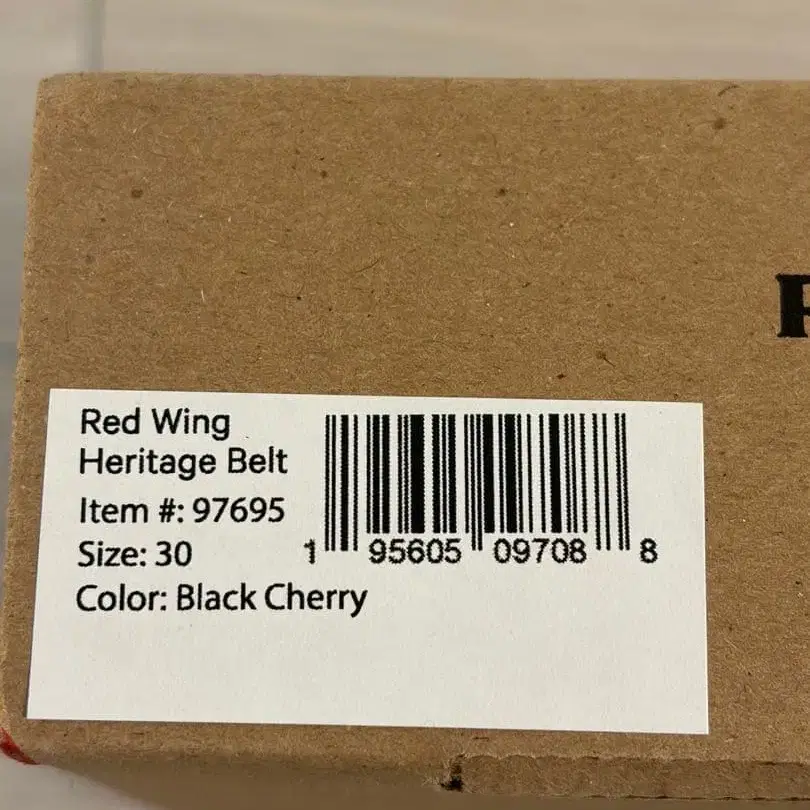 Red Wing
Heritage Belt
Item #: 97695
Size: 30
Color: Black Cherry
1 95605 09708 8